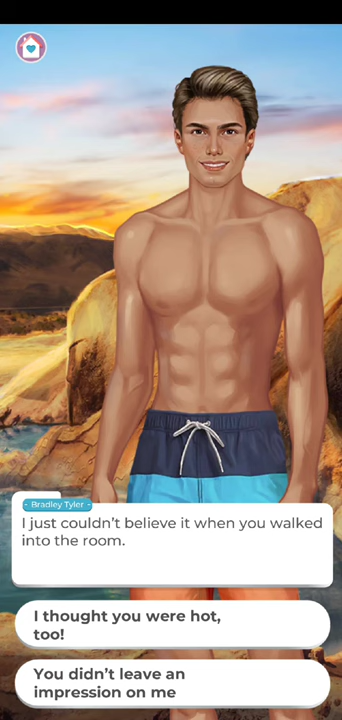 - Bradley Tyler -
I just couldn't believe it when you walked
into the room.
I thought you were hot,
too!
You didn't leave an
impression on me